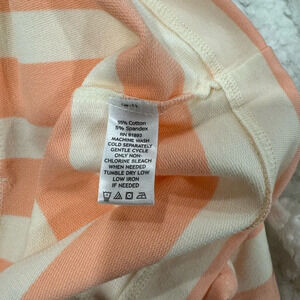 95% Cotton
5% Spandex
RN 91893
MACHINE WASH
COLD SEPARATELY
GENTLE CYCLE
ONLY NON-
CHLORINE BLEACH
WHEN NEEDED
TUMBLE DRY LOW
LOW IRON
IF NEEDED